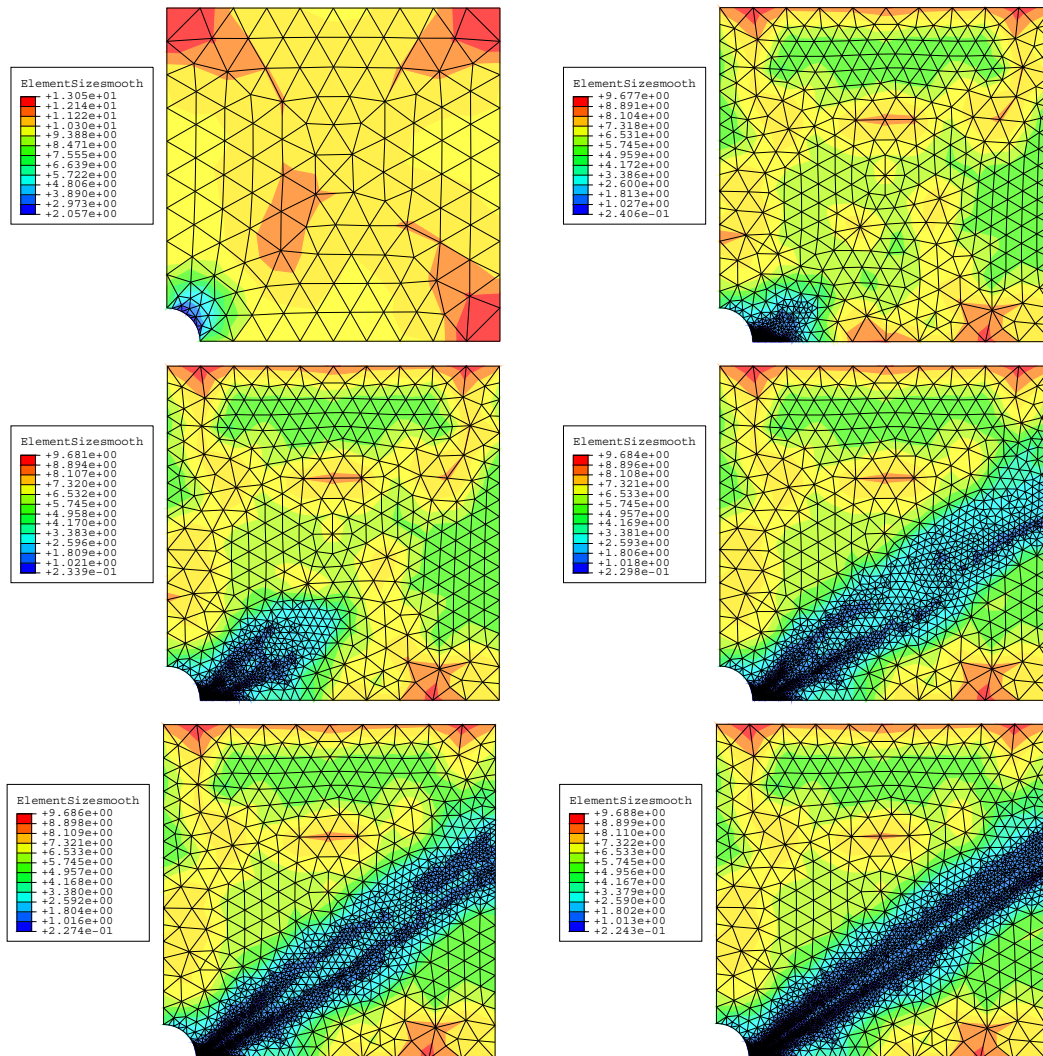 ElementSizesmooth
+1.305e+01
+1.214e+01
+1.122e+01
+1.030e+01
+9.388e+00
+8.471e+00
+7.555e+00
+6.639e+00
+5.722e+00
+4.806e+00
+3.890e+00
+2.973e+00
+2.057e+00
ElementSizesmooth
+9.677e+00
+8.891e+00
+8.104e+00
+7.318e+00
+6.531e+00
+5.745e+00
+4.959e+00
+4.172e+00
+3.386e+00
+2.600e+00
+1.813e+00
+1.027e+00
+2.406e-01
ElementSizesmooth
+9.681e+00
+8.894e+00
+8.107e+00
+7.320e+00
+6.532e+00
+5.745e+00
+4.958e+00
+4.170e+00
+3.383e+00
+2.596e+00
+1.809e+00
+1.021e+00
+2.339e-01
ElementSizesmooth
+9.684e+00
+8.896e+00
+8.108e+00
+7.320e+00
+6.533e+00
+5.745e+00
+4.957e+00
+4.169e+00
+3.381e+00
+2.593e+00
+1.806e+00
+1.018e+00
+2.298e-01
ElementSizesmooth
+9.686e+00
+8.898e+00
+8.109e+00
+7.321e+00
+6.533e+00
+5.745e+00
+4.957e+00
+4.168e+00
+3.380e+00
+2.592e+00
+1.804e+00
+1.016e+00
+2.274e-01
ElementSizesmooth
+9.688e+00
+8.899e+00
+8.110e+00
+7.322e+00
+6.533e+00
+5.745e+00
+4.956e+00
+4.167e+00
+3.379e+00
+2.590e+00
+1.802e+00
+1.013e+00
+2.243e-01